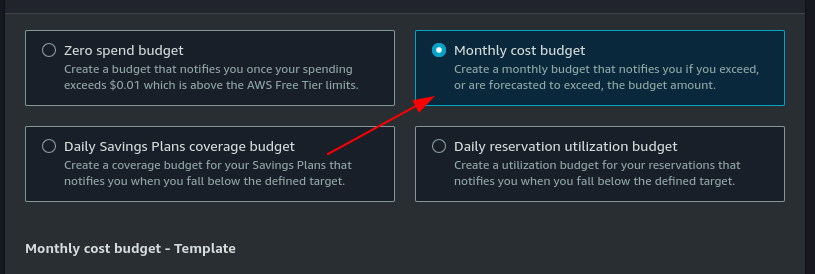 Zero spend budget
Create a budget that notifies you once your spending
exceeds $0.01 which is above the AWS Free Tier limits.
Monthly cost budget
Create a monthly budget that notifies you if you exceed,
or are forecasted to exceed, the budget amount.
Daily Savings Plans coverage budget
Create a coverage budget for your Savings Plans that
notifies you when you fall below the defined target.
Daily reservation utilization budget
Create a utilization budget for your reservations that
notifies you when you fall below the defined target.
Monthly cost budget - Template